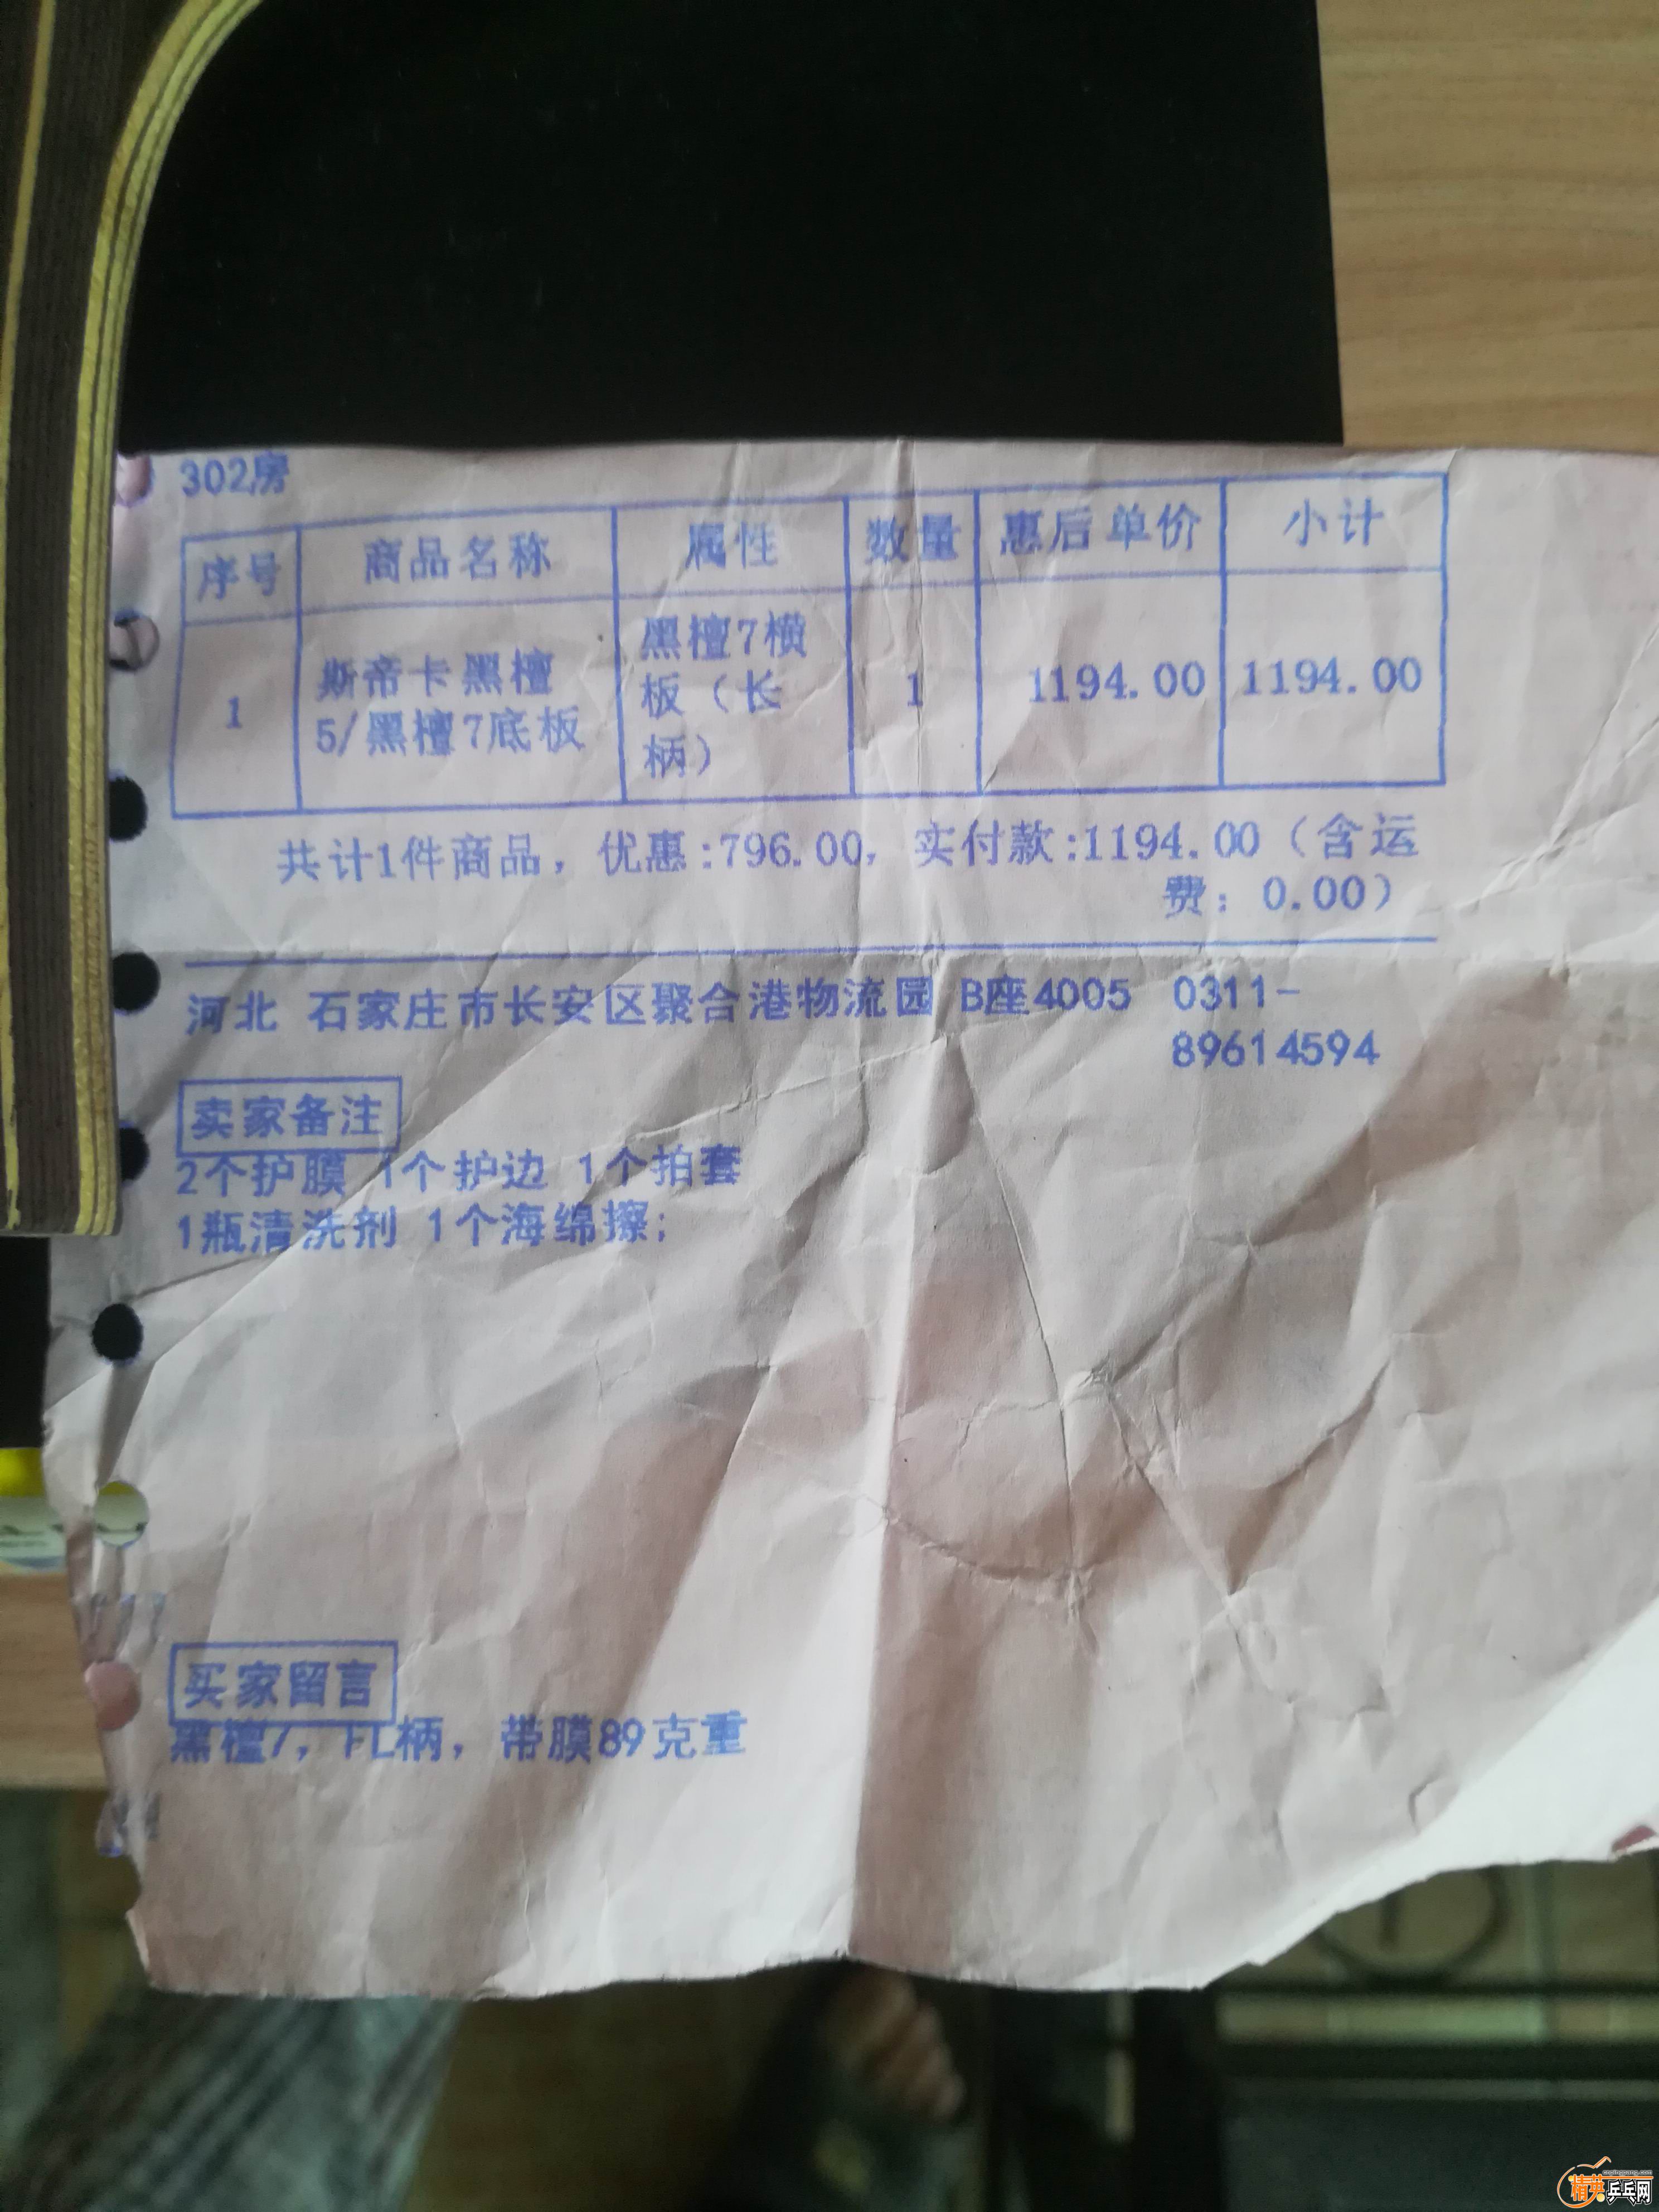 302房
序号 商品名称 属性 数量 惠后单价 小计
1 斯帝卡黑檀5/黑檀7底板 黑檀7横板（长柄） 1 1194.00 1194.00
共计1件商品，优惠:796.00，实付款:1194.00（含运
费：0.00）
河北 石家庄市长安区聚合港物流园 B座4005 0311-
89614594
卖家备注
2个护膜 1个护边 1个拍套
1瓶清洗剂 1个海绵擦;
买家留言
黑檀7，FL柄，带膜89克重
精英乒乓网